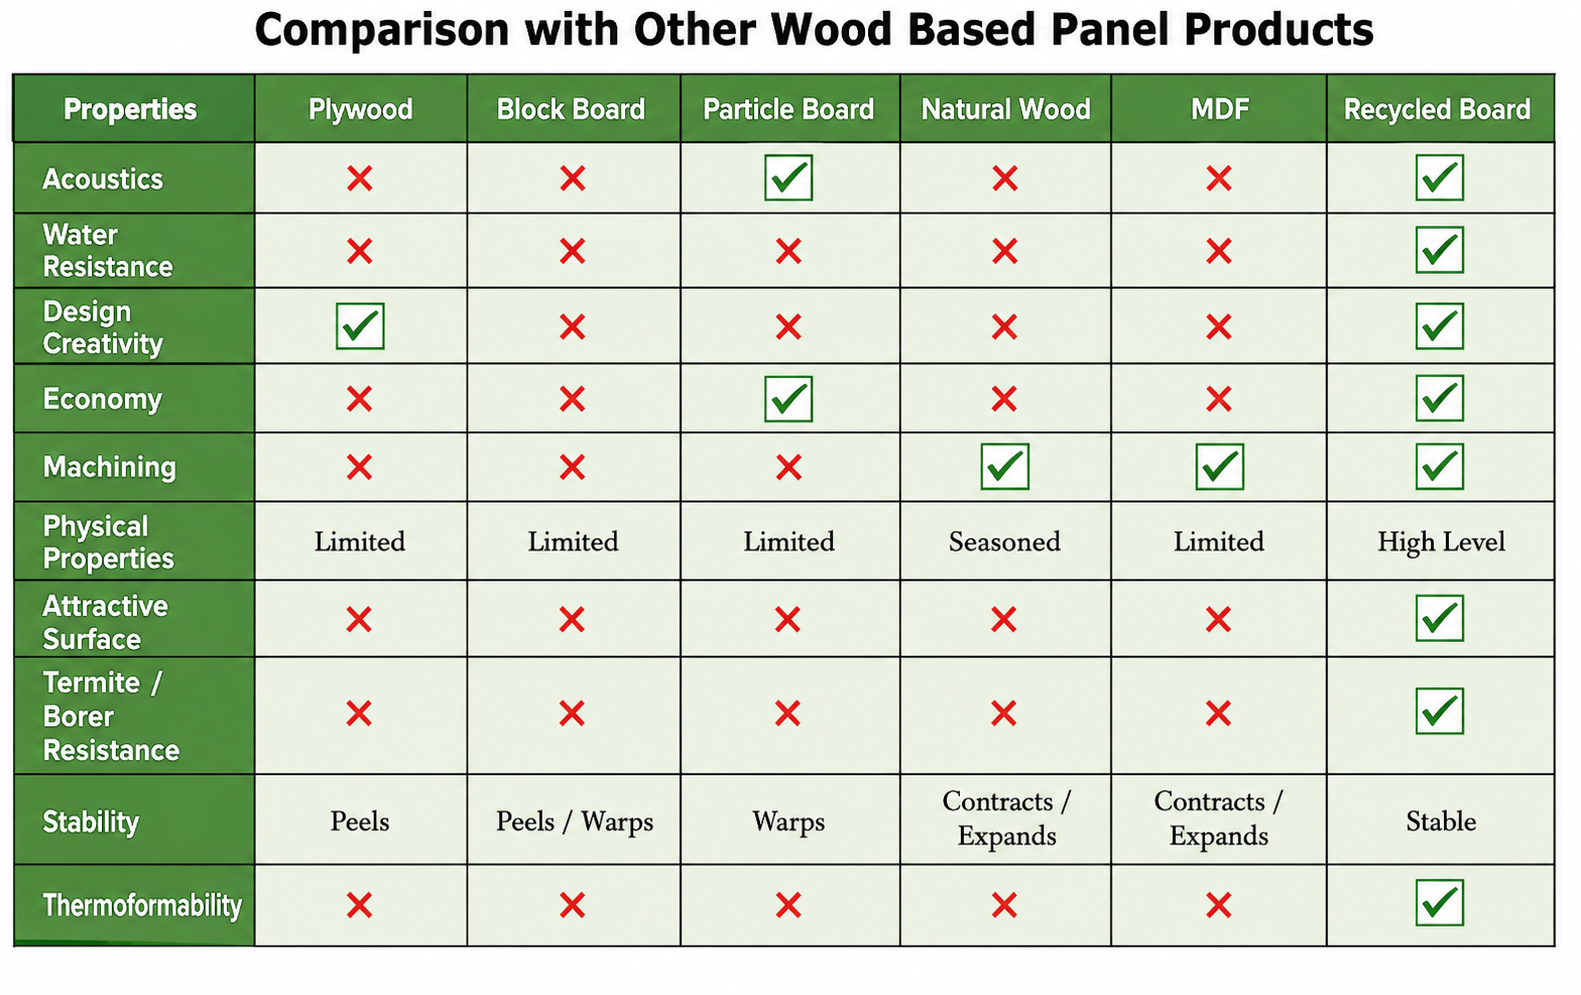 Comparison with Other Wood Based Panel Products
Properties Plywood Block Board Particle Board Natural Wood MDF Recycled Board
Acoustics ✗ ✗ ✓ ✗ ✗ ✓
Water
Resistance ✗ ✗ ✗ ✗ ✗ ✓
Design
Creativity ✓ ✗ ✗ ✗ ✗ ✓
Economy ✗ ✗ ✓ ✗ ✗ ✓
Machining ✗ ✗ ✗ ✓ ✓ ✓
Physical
Properties Limited Limited Limited Seasoned Limited High Level
Attractive
Surface ✗ ✗ ✗ ✗ ✗ ✓
Termite /
Borer
Resistance ✗ ✗ ✗ ✗ ✗ ✓
Stability Peels Peels / Warps Warps Contracts /
Expands Contracts /
Expands Stable
Thermoformability ✗ ✗ ✗ ✗ ✗ ✓